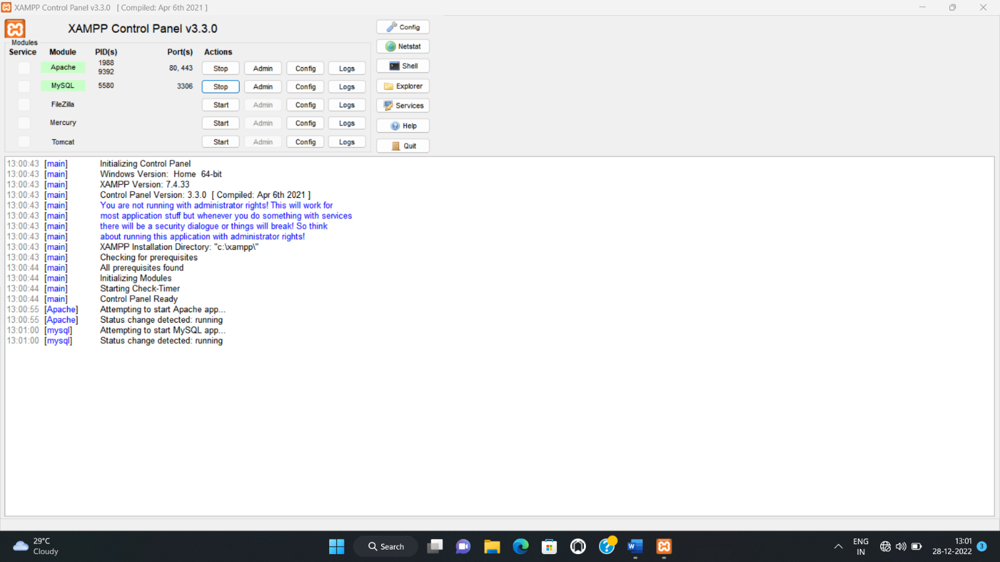 XAMPP Control Panel v3.3.0 [ Compiled: Apr 6th 2021 ]
XAMPP Control Panel v3.3.0
Config
Modules
Service Module PID(s) Port(s) Actions
Netstat
Apache 1988 9392 80, 443 Stop Admin Config Logs
Shell
MySQL 5580 3306 Stop Admin Config Logs
Explorer
FileZilla Start Admin Config Logs
Services
Mercury Start Admin Config Logs
Help
Tomcat Start Admin Config Logs
Quit
13:00:43 [main] Initializing Control Panel
13:00:43 [main] Windows Version: Home 64-bit
13:00:43 [main] XAMPP Version: 7.4.33
13:00:43 [main] Control Panel Version: 3.3.0 [ Compiled: Apr 6th 2021 ]
13:00:43 [main] You are not running with administrator rights! This will work for
13:00:43 [main] most application stuff but whenever you do something with services
13:00:43 [main] there will be a security dialogue or things will break! So think
13:00:43 [main] about running this application with administrator rights!
13:00:43 [main] XAMPP Installation Directory: "c:\xampp\"
13:00:43 [main] Checking for prerequisites
13:00:44 [main] All prerequisites found
13:00:44 [main] Initializing Modules
13:00:44 [main] Starting Check-Timer
13:00:44 [main] Control Panel Ready
13:00:55 [Apache] Attempting to start Apache app...
13:00:55 [Apache] Status change detected: running
13:01:00 [mysql] Attempting to start MySQL app...
13:01:00 [mysql] Status change detected: running
29°C
Cloudy
Search
ENG
IN
13:01
28-12-2022
3